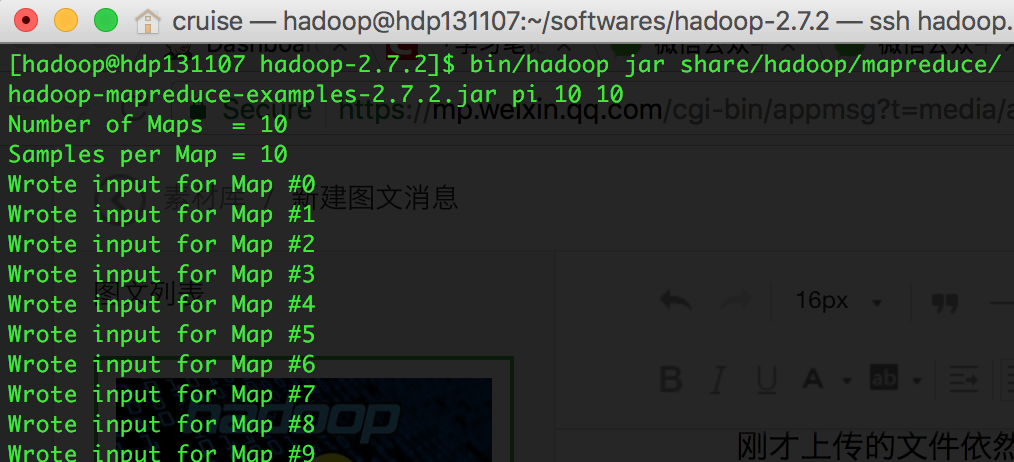 cruise — hadoop@hdp131107:~/softwares/hadoop-2.7.2 — ssh hadoop.
[hadoop@hdp131107 hadoop-2.7.2]$ bin/hadoop jar share/hadoop/mapreduce/
hadoop-mapreduce-examples-2.7.2.jar pi 10 10
Secure https://mp.weixin.qq.com/cgi-bin/appmsg?t=media/a
Number of Maps  = 10
Samples per Map = 10
Wrote input for Map #0
素材库 / 新建图文消息
Wrote input for Map #1
Wrote input for Map #2
Wrote input for Map #3
图文列表
Wrote input for Map #4
16px
Wrote input for Map #5
Wrote input for Map #6
Wrote input for Map #7
B I U A ab
Wrote input for Map #8
hadoop
Wrote input for Map #9
刚才上传的文件依然